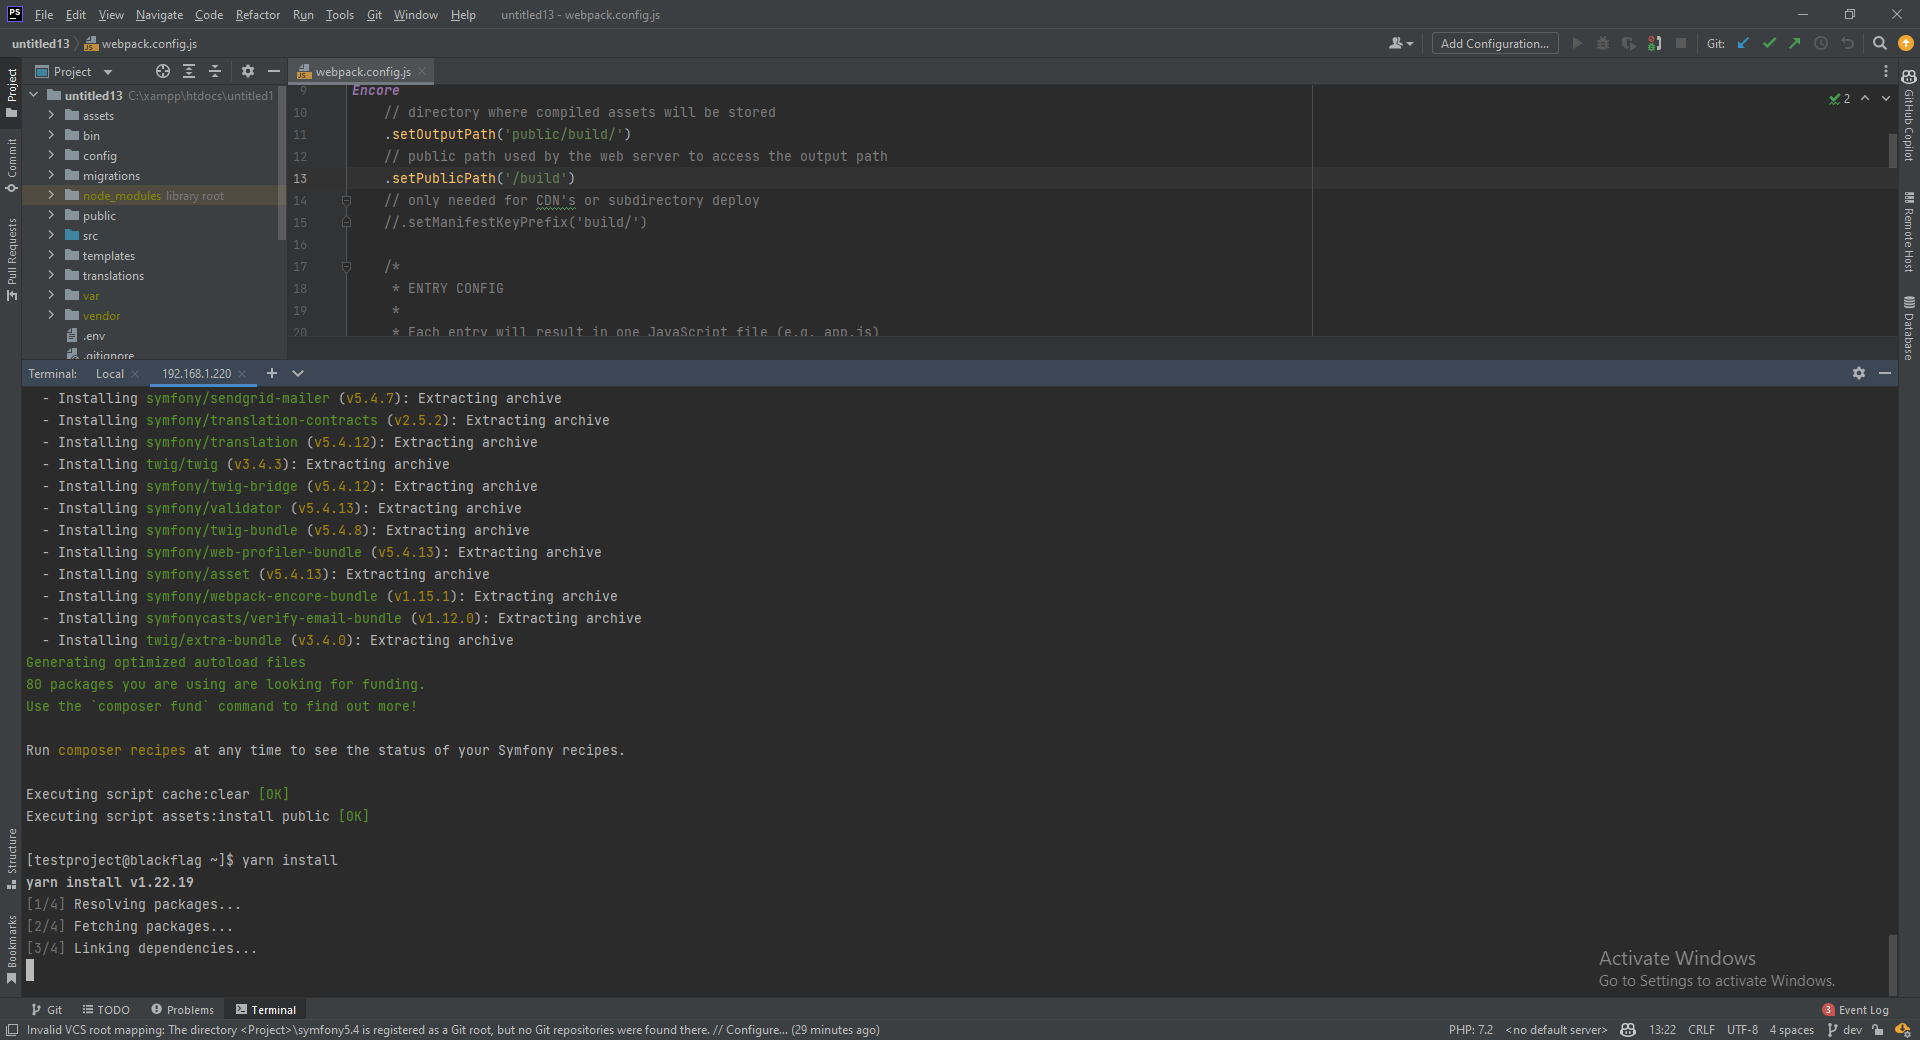 PS File Edit View Navigate Code Refactor Run Tools Git Window Help untitled13 - webpack.config.js
untitled13 webpack.config.js Add Configuration... Git:
Project
webpack.config.js
untitled13 C:\xampp\htdocs\untitled1
assets
bin
config
migrations
node_modules library root
public
src
templates
translations
var
vendor
.env
.gitignore
Project
Commit
Pull Requests
Structure
Bookmarks
9 Encore
10 // directory where compiled assets will be stored
11 .setOutputPath('public/build/')
12 // public path used by the web server to access the output path
13 .setPublicPath('/build')
14 // only needed for CDN's or subdirectory deploy
15 //.setManifestKeyPrefix('build/')
16
17 /*
18 * ENTRY CONFIG
19 *
20 * Each entry will result in one JavaScript file (e.g. app.js)
2
GitHub Copilot
Remote Host
Database
Terminal: Local 192.168.1.220
- Installing symfony/sendgrid-mailer (v5.4.7): Extracting archive
- Installing symfony/translation-contracts (v2.5.2): Extracting archive
- Installing symfony/translation (v5.4.12): Extracting archive
- Installing twig/twig (v3.4.3): Extracting archive
- Installing symfony/twig-bridge (v5.4.12): Extracting archive
- Installing symfony/validator (v5.4.13): Extracting archive
- Installing symfony/twig-bundle (v5.4.8): Extracting archive
- Installing symfony/web-profiler-bundle (v5.4.13): Extracting archive
- Installing symfony/asset (v5.4.13): Extracting archive
- Installing symfony/webpack-encore-bundle (v1.15.1): Extracting archive
- Installing symfonycasts/verify-email-bundle (v1.12.0): Extracting archive
- Installing twig/extra-bundle (v3.4.0): Extracting archive
Generating optimized autoload files
80 packages you are using are looking for funding.
Use the `composer fund` command to find out more!
Run composer recipes at any time to see the status of your Symfony recipes.
Executing script cache:clear [OK]
Executing script assets:install public [OK]
[testproject@blackflag ~]$ yarn install
yarn install v1.22.19
[1/4] Resolving packages...
[2/4] Fetching packages...
[3/4] Linking dependencies...
Activate Windows
Go to Settings to activate Windows.
Git TODO Problems Terminal 3 Event Log
Invalid VCS root mapping: The directory <Project>\symfony5.4 is registered as a Git root, but no Git repositories were found there. // Configure... (29 minutes ago) PHP: 7.2 <no default server> 13:22 CRLF UTF-8 4 spaces dev